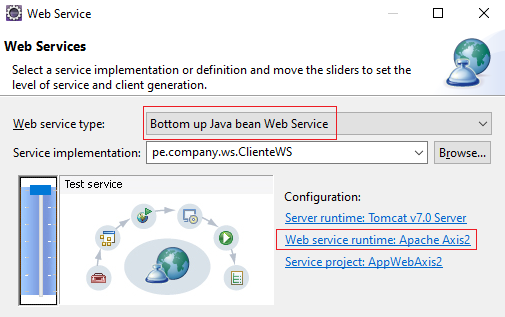 Web Service
Web Services
Select a service implementation or definition and move the sliders to set the
level of service and client generation.
Web service type: Bottom up Java bean Web Service
Service implementation: pe.company.ws.ClienteWS Browse...
Test service
Configuration:
Server runtime: Tomcat v7.0 Server
Web service runtime: Apache Axis2
Service project: AppWebAxis2